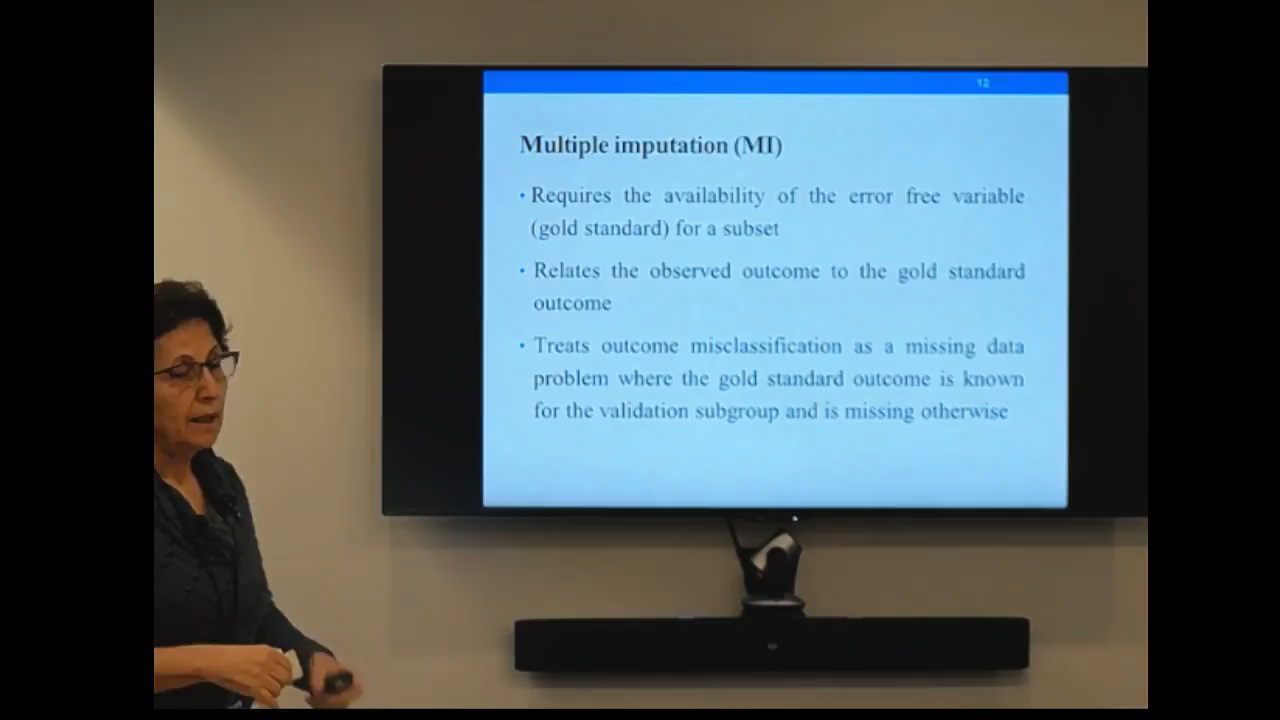 12
Multiple imputation (MI)
• Requires the availability of the error free variable
(gold standard) for a subset
• Relates the observed outcome to the gold standard
outcome
• Treats outcome misclassification as a missing data
problem where the gold standard outcome is known
for the validation subgroup and is missing otherwise